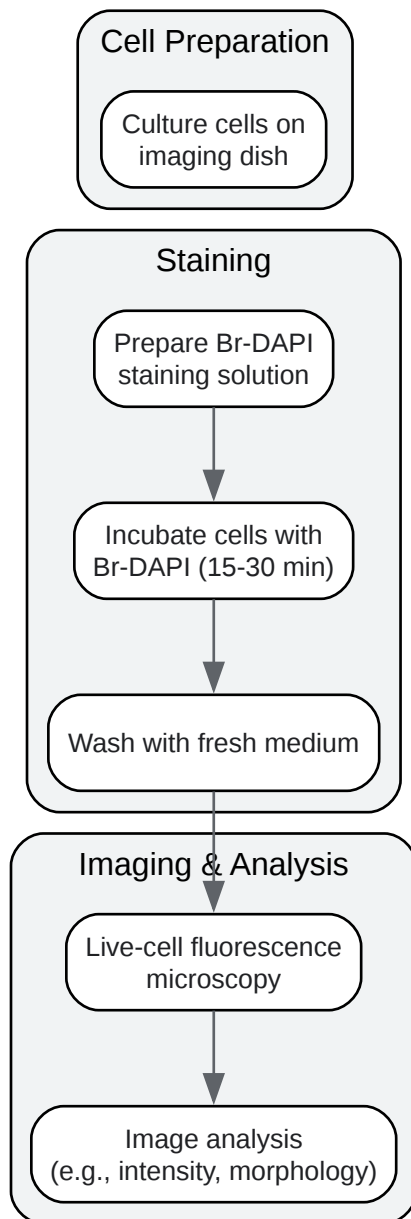 Cell Preparation
Culture cells on
imaging dish
Staining
Prepare Br-DAPI
staining solution
Incubate cells with
Br-DAPI (15-30 min)
Wash with fresh medium
Imaging & Analysis
Live-cell fluorescence
microscopy
Image analysis
(e.g., intensity, morphology)